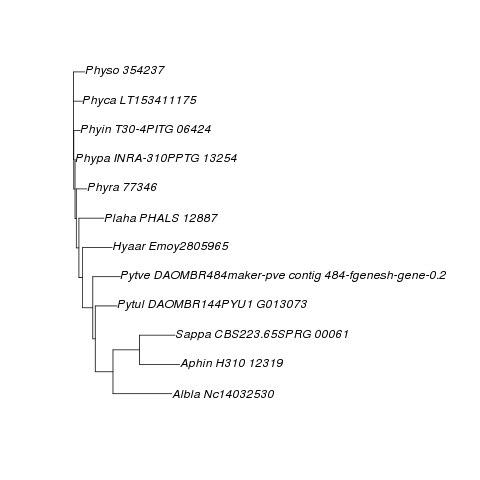 Physo 354237
Phyca LT153411175
Phyin T30-4PITG 06424
Phypa INRA-310PPTG 13254
Phyra 77346
Plaha PHALS 12887
Hyaar Emoy2805965
Pytve DAOMBR484maker-pve contig 484-fgenesh-gene-0.2
Pytul DAOMBR144PYU1 G013073
Sappa CBS223.65SPRG 00061
Aphin H310 12319
Albla Nc14032530